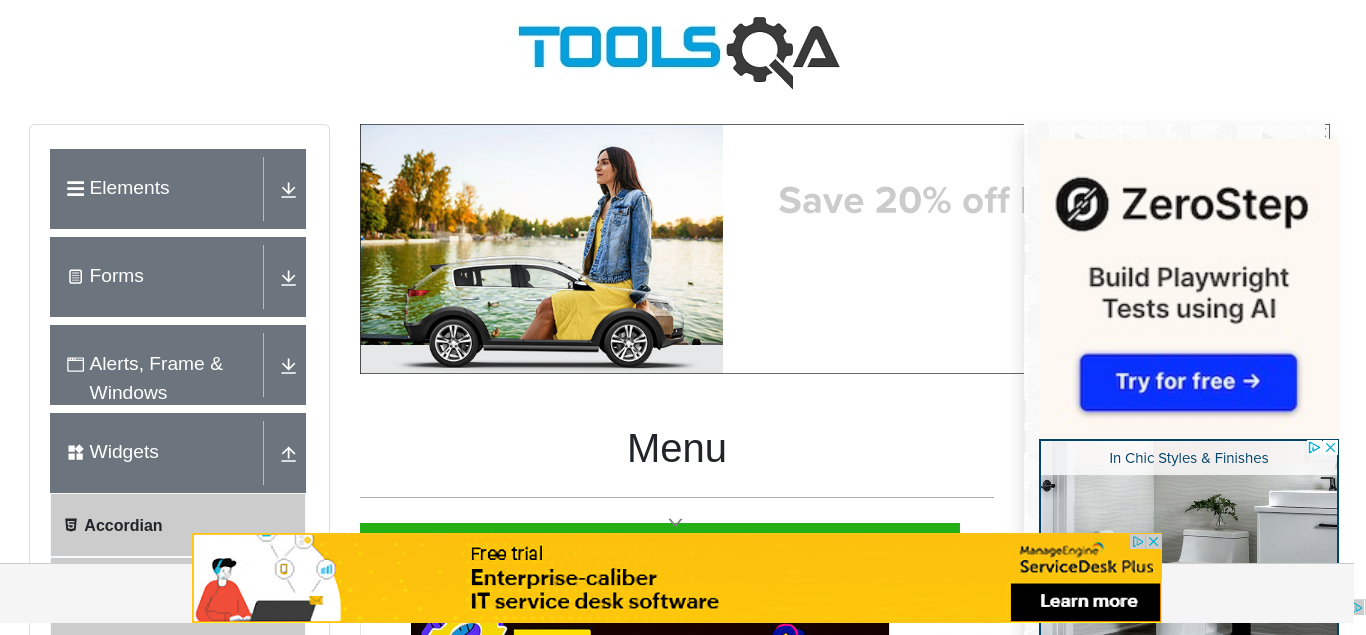 TOOLSQA
Elements
Forms
Alerts, Frame &
Windows
Widgets
Accordian
Save 20% off
Menu
ZeroStep
Build Playwright
Tests using AI
Try for free →
In Chic Styles & Finishes
Free trial
Enterprise-caliber
IT service desk software
ManageEngine
ServiceDesk Plus
Learn more